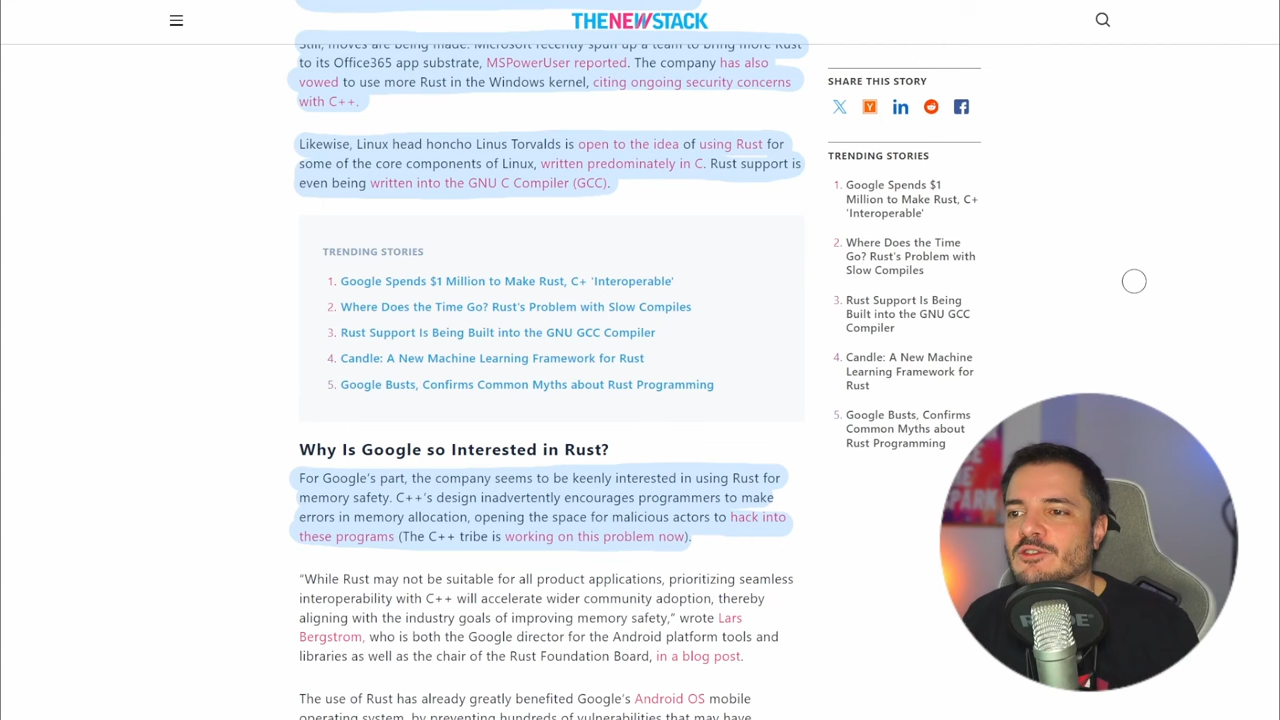 THENEWSTACK
Still, moves are being made. Microsoft recently spun up a team to bring more Rust
to its Office365 app substrate, MSPowerUser reported. The company has also
vowed to use more Rust in the Windows kernel, citing ongoing security concerns
with C++.
Likewise, Linux head honcho Linus Torvalds is open to the idea of using Rust for
some of the core components of Linux, written predominately in C. Rust support is
even being written into the GNU C Compiler (GCC).
TRENDING STORIES
1. Google Spends $1 Million to Make Rust, C+ 'Interoperable'
2. Where Does the Time Go? Rust's Problem with Slow Compiles
3. Rust Support Is Being Built into the GNU GCC Compiler
4. Candle: A New Machine Learning Framework for Rust
5. Google Busts, Confirms Common Myths about Rust Programming
Why Is Google so Interested in Rust?
For Google's part, the company seems to be keenly interested in using Rust for
memory safety. C++'s design inadvertently encourages programmers to make
errors in memory allocation, opening the space for malicious actors to hack into
these programs (The C++ tribe is working on this problem now).
“While Rust may not be suitable for all product applications, prioritizing seamless
interoperability with C++ will accelerate wider community adoption, thereby
aligning with the industry goals of improving memory safety,” wrote Lars
Bergstrom, who is both the Google director for the Android platform tools and
libraries as well as the chair of the Rust Foundation Board, in a blog post.
The use of Rust has already greatly benefited Google's Android OS mobile
operating system, by preventing hundreds of vulnerabilities that may have
SHARE THIS STORY
X Y in f
TRENDING STORIES
1. Google Spends $1
Million to Make Rust, C+
'Interoperable'
2. Where Does the Time
Go? Rust's Problem with
Slow Compiles
3. Rust Support Is Being
Built into the GNU GCC
Compiler
4. Candle: A New Machine
Learning Framework for
Rust
5. Google Busts, Confirms
Common Myths about
Rust Programming
RØDE